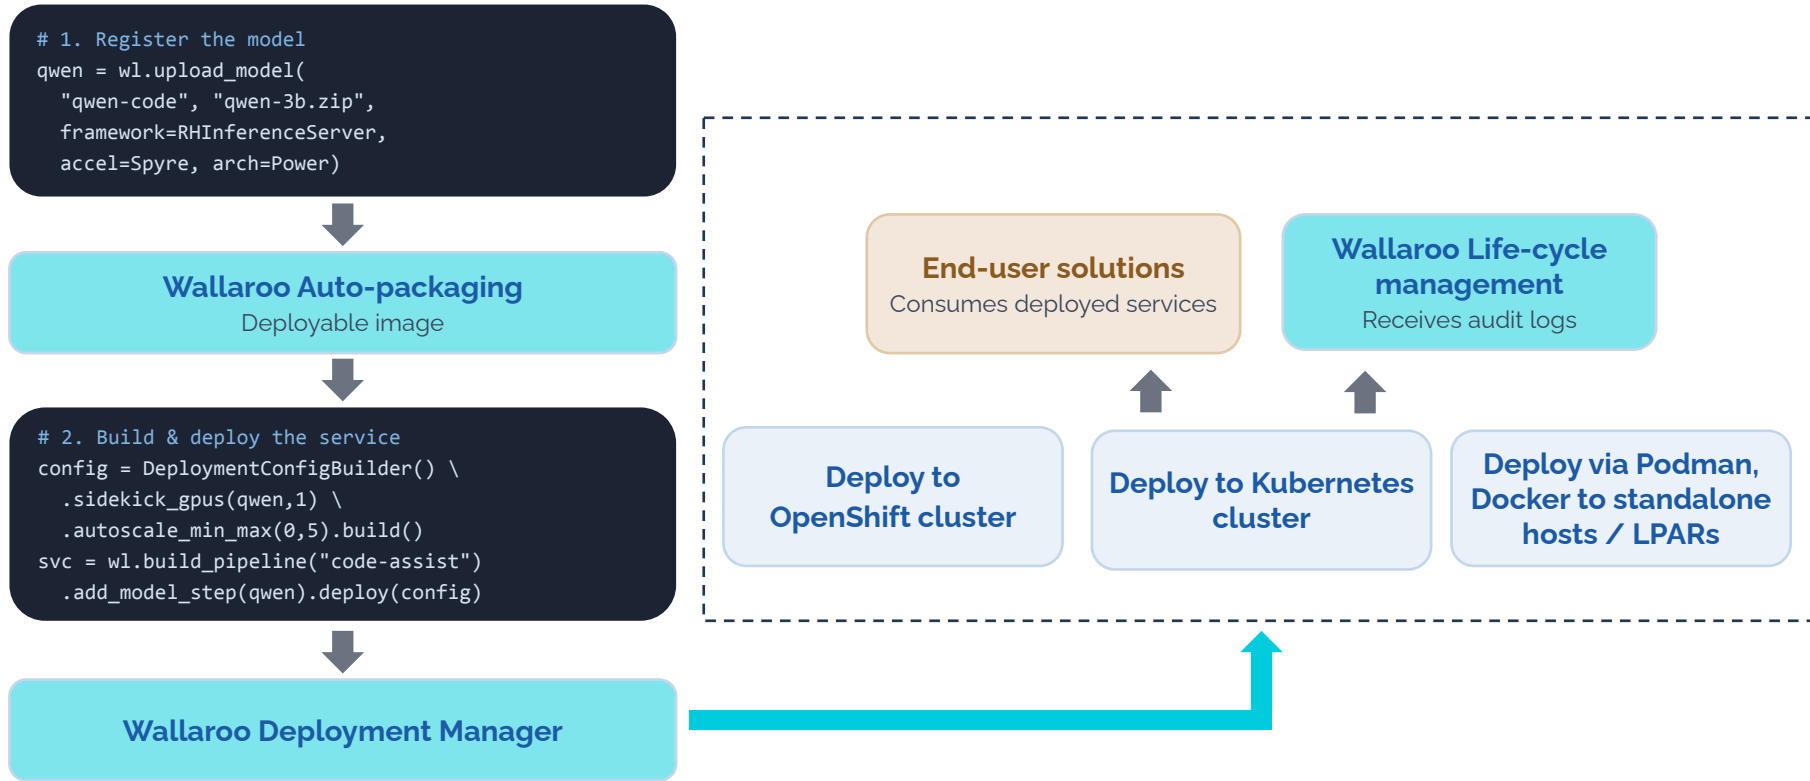 # 1. Register the model
qwen = wl.upload_model(
"qwen-code", "qwen-3b.zip",
framework=RHInferenceServer,
accel=Spyre, arch=Power)
Wallaroo Auto-packaging
Deployable image
# 2. Build & deploy the service
config = DeploymentConfigBuilder() \
.sidekick_gpus(qwen,1) \
.autoscale_min_max(0,5).build()
svc = wl.build_pipeline("code-assist")
.add_model_step(qwen).deploy(config)
Wallaroo Deployment Manager
End-user solutions
Consumes deployed services
Wallaroo Life-cycle
management
Receives audit logs
Deploy to
OpenShift cluster
Deploy to Kubernetes
cluster
Deploy via Podman,
Docker to standalone
hosts / LPARs